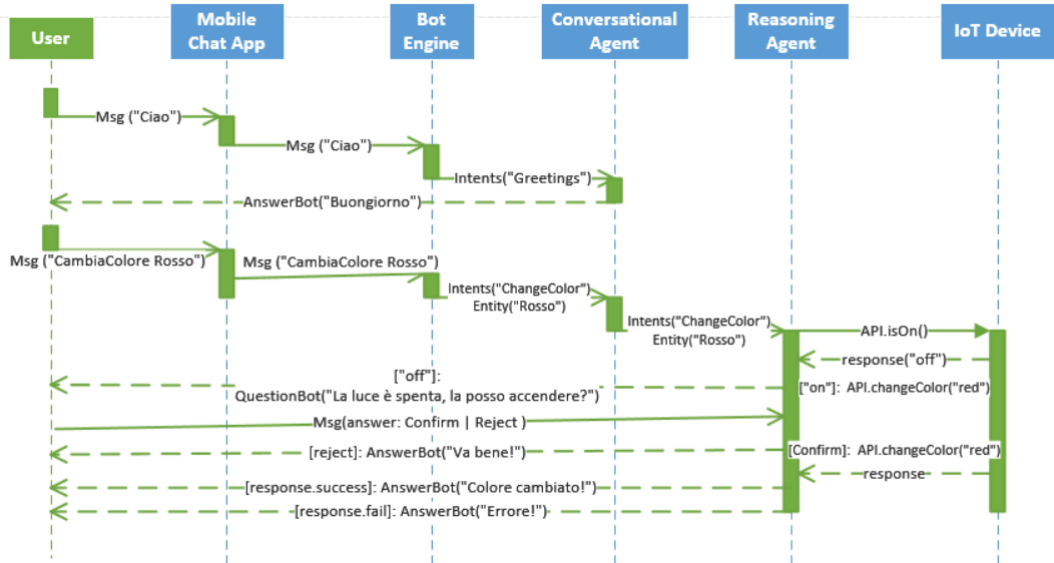 User
Mobile
Chat App
Bot
Engine
Conversational
Agent
Reasoning
Agent
IoT Device
Msg ("Ciao")
Msg ("Ciao")
Intents("Greetings")
AnswerBot("Buongiorno")
Msg ("CambiaColore Rosso")
Msg ("CambiaColore Rosso")
Intents("ChangeColor")
Entity("Rosso")
Intents("ChangeColor")
Entity("Rosso")
API.isOn()
response("off")
["off"]:
QuestionBot("La luce è spenta, la posso accendere?")
["on"]: API.changeColor("red")
Msg(answer: Confirm | Reject )
[reject]: AnswerBot("Va bene!")
[Confirm]: API.changeColor("red")
response
[response.success]: AnswerBot("Colore cambiato!")
[response.fail]: AnswerBot("Errore!")